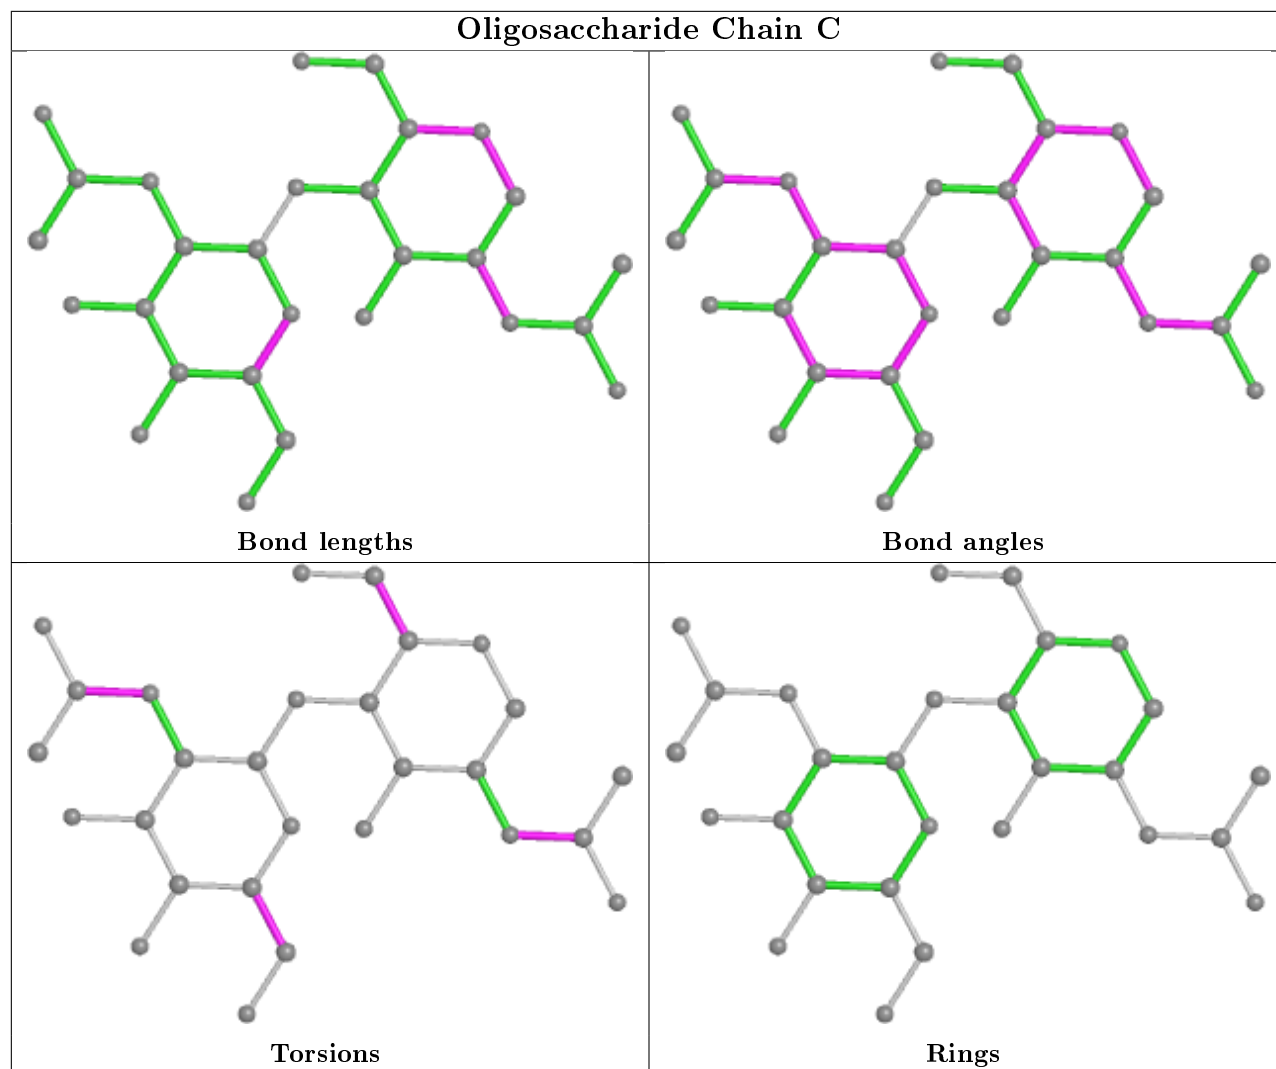 Oligosaccharide Chain C
Bond lengths
Bond angles
Torsions
Rings